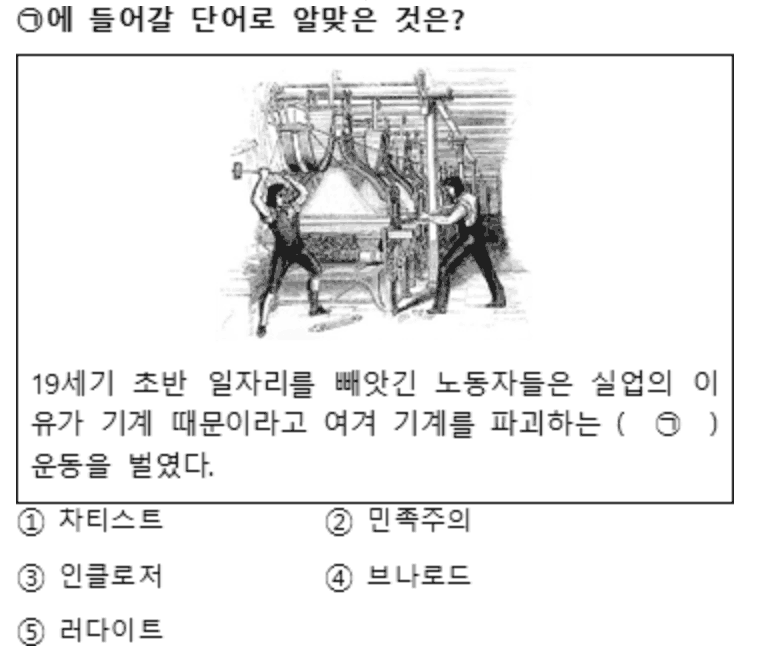 ㉠에 들어갈 단어로 알맞은 것은?
19세기 초반 일자리를 빼앗긴 노동자들은 실업의 이
유가 기계 때문이라고 여겨 기계를 파괴하는 ( ㉠ )
운동을 벌였다.
① 차티스트 ② 민족주의
③ 인클로저 ④ 브나로드
⑤ 러다이트